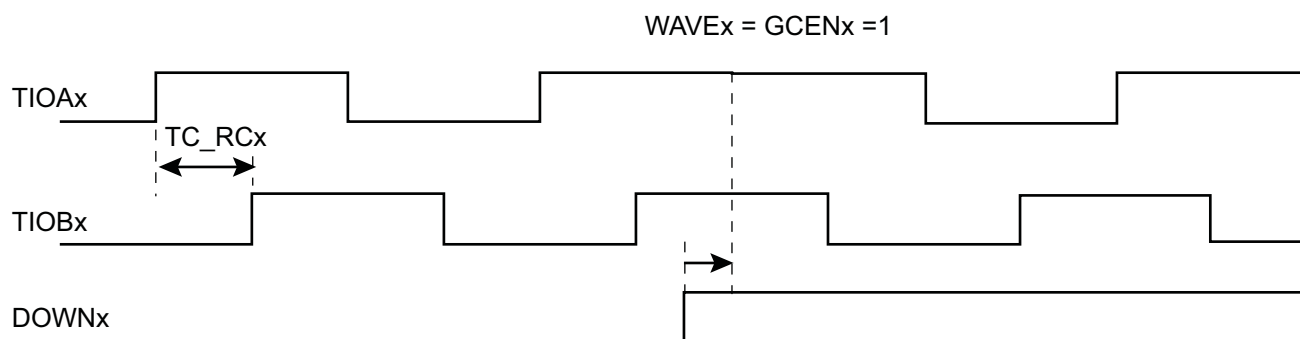 WAVEx = GCENx =1
TIOAx
TC_RCx
TIOBx
DOWNx